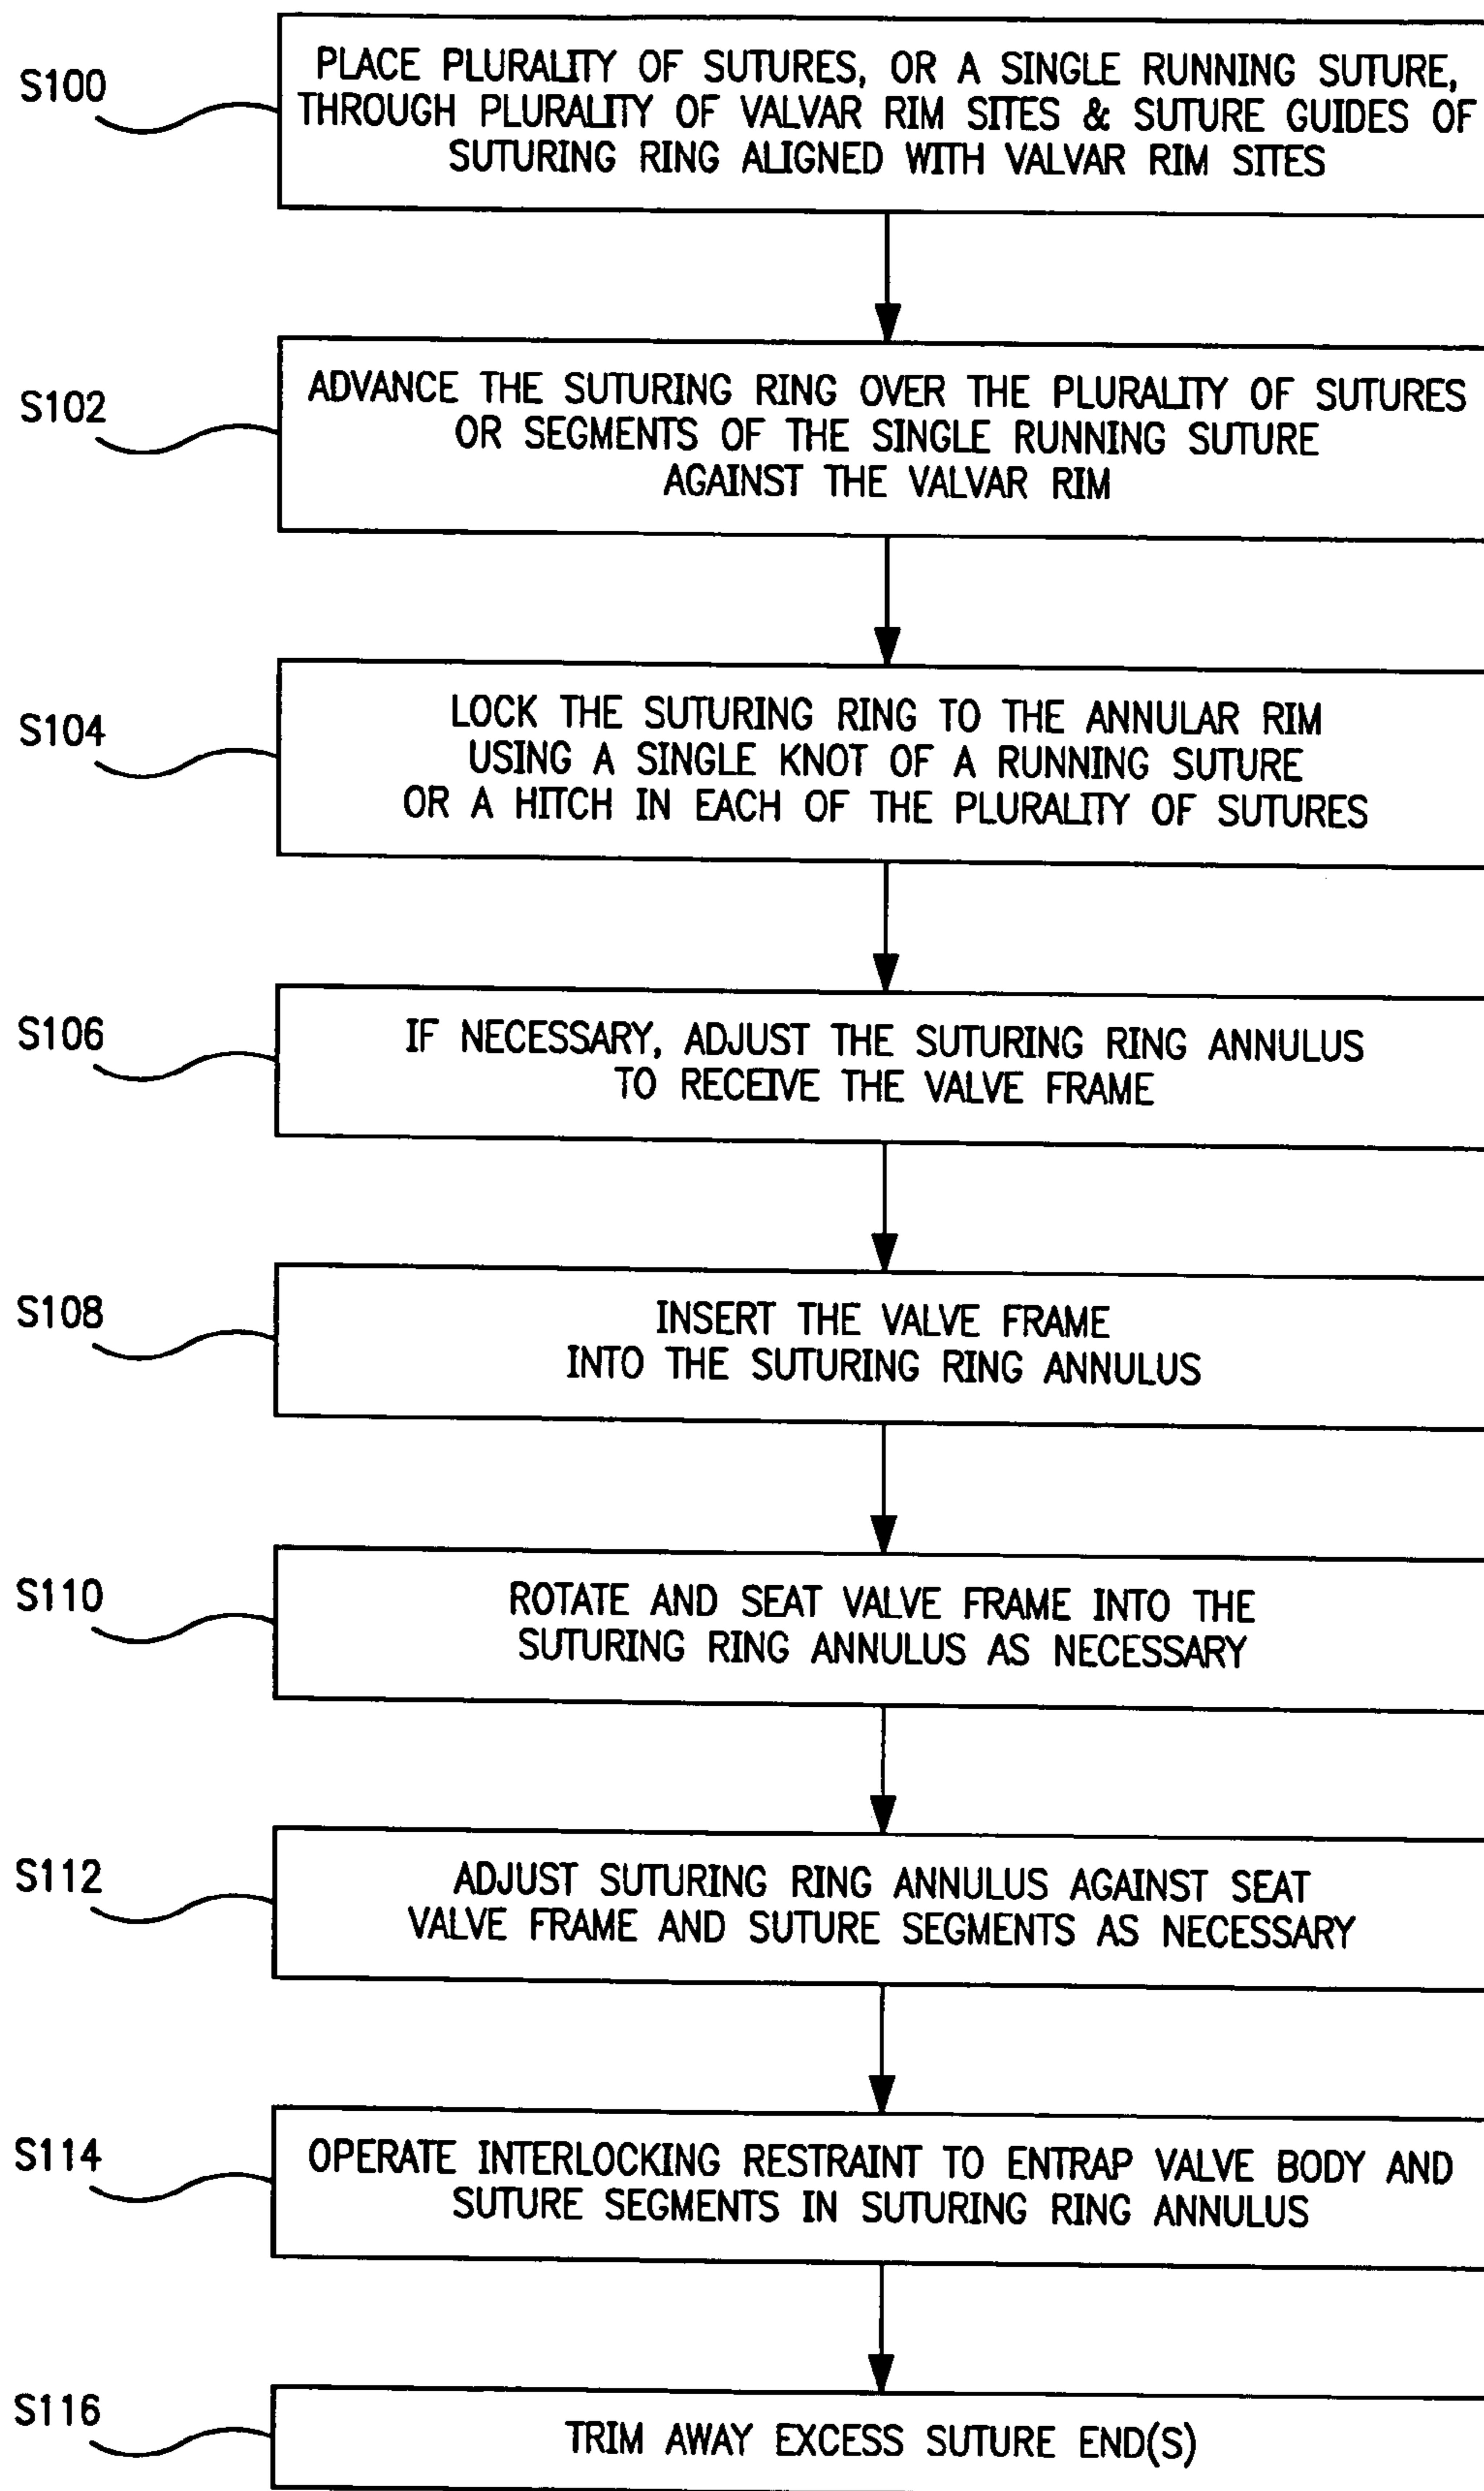 S100
PLACE PLURALITY OF SUTURES, OR A SINGLE RUNNING SUTURE,
THROUGH PLURALITY OF VALVAR RIM SITES & SUTURE GUIDES OF
SUTURING RING ALIGNED WITH VALVAR RIM SITES
S102
ADVANCE THE SUTURING RING OVER THE PLURALITY OF SUTURES
OR SEGMENTS OF THE SINGLE RUNNING SUTURE
AGAINST THE VALVAR RIM
S104
LOCK THE SUTURING RING TO THE ANNULAR RIM
USING A SINGLE KNOT OF A RUNNING SUTURE
OR A HITCH IN EACH OF THE PLURALITY OF SUTURES
S106
IF NECESSARY, ADJUST THE SUTURING RING ANNULUS
TO RECEIVE THE VALVE FRAME
S108
INSERT THE VALVE FRAME
INTO THE SUTURING RING ANNULUS
S110
ROTATE AND SEAT VALVE FRAME INTO THE
SUTURING RING ANNULUS AS NECESSARY
S112
ADJUST SUTURING RING ANNULUS AGAINST SEAT
VALVE FRAME AND SUTURE SEGMENTS AS NECESSARY
S114
OPERATE INTERLOCKING RESTRAINT TO ENTRAP VALVE BODY AND
SUTURE SEGMENTS IN SUTURING RING ANNULUS
S116
TRIM AWAY EXCESS SUTURE END(S)